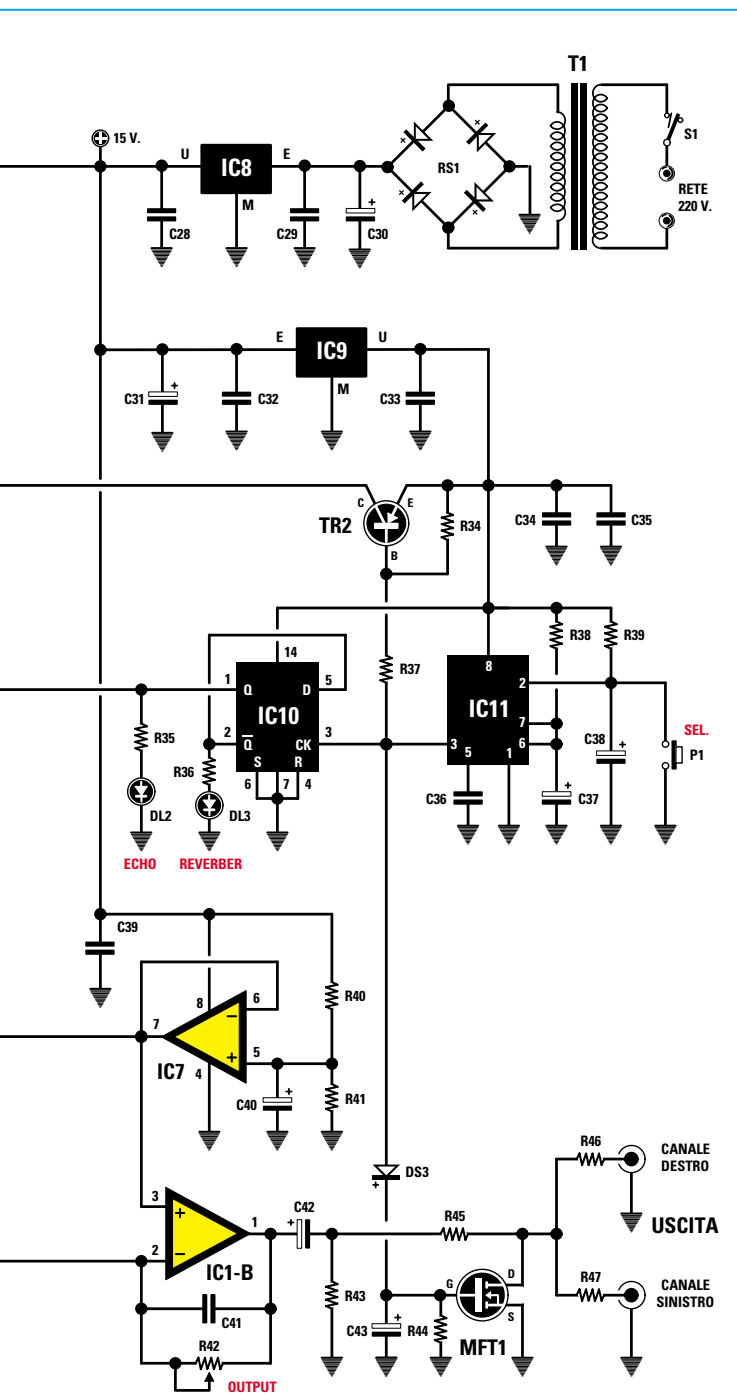 T1
15 V.
S1
U
IC8
E
RS1
RETE
220 V.
M
C28
C29
+
C30
E
IC9
U
M
C31
+
C32
C33
C
E
TR2
B
R34
C34
C35
14
R37
8
R38
R39
1
Q
D
5
2
IC10
IC11
SEL.
2
Q
CK
3
3
5
1
7
6
C38
+
P1
R35
R36
S
R
6
7
4
C36
+
C37
DL2
DL3
ECHO
REVERBER
C39
8
6
R40
7
−
+
5
IC7
4
C40
+
R41
DS3
+
R46
CANALE
DESTRO
3
+
1
C42
+
R45
USCITA
2
−
IC1-B
G
D
S
R47
CANALE
SINISTRO
C41
R43
C43
+
R44
MFT1
R42
OUTPUT